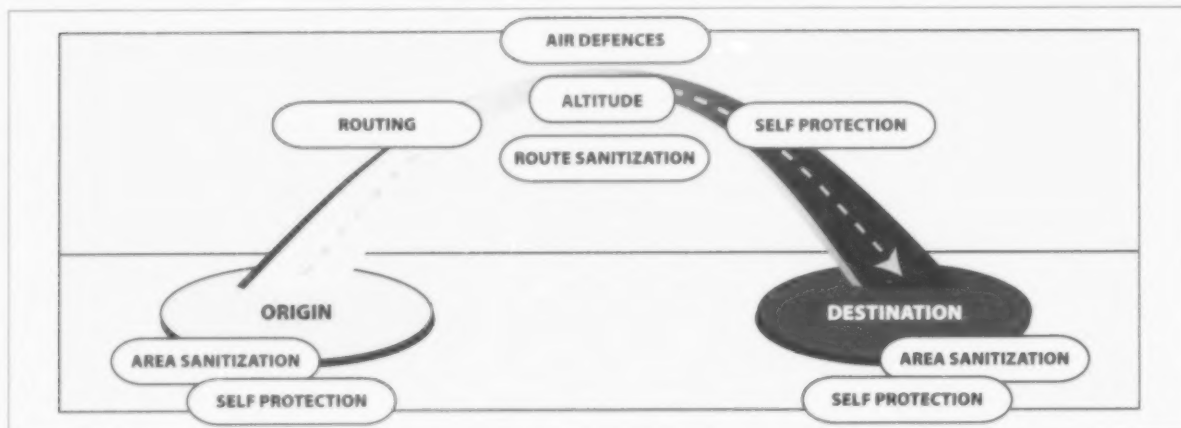 AIR DEFENCES
ALTITUDE
ROUTING
SELF PROTECTION
ROUTE SANITIZATION
ORIGIN
DESTINATION
AREA SANITIZATION
AREA SANITIZATION
SELF PROTECTION
SELF PROTECTION